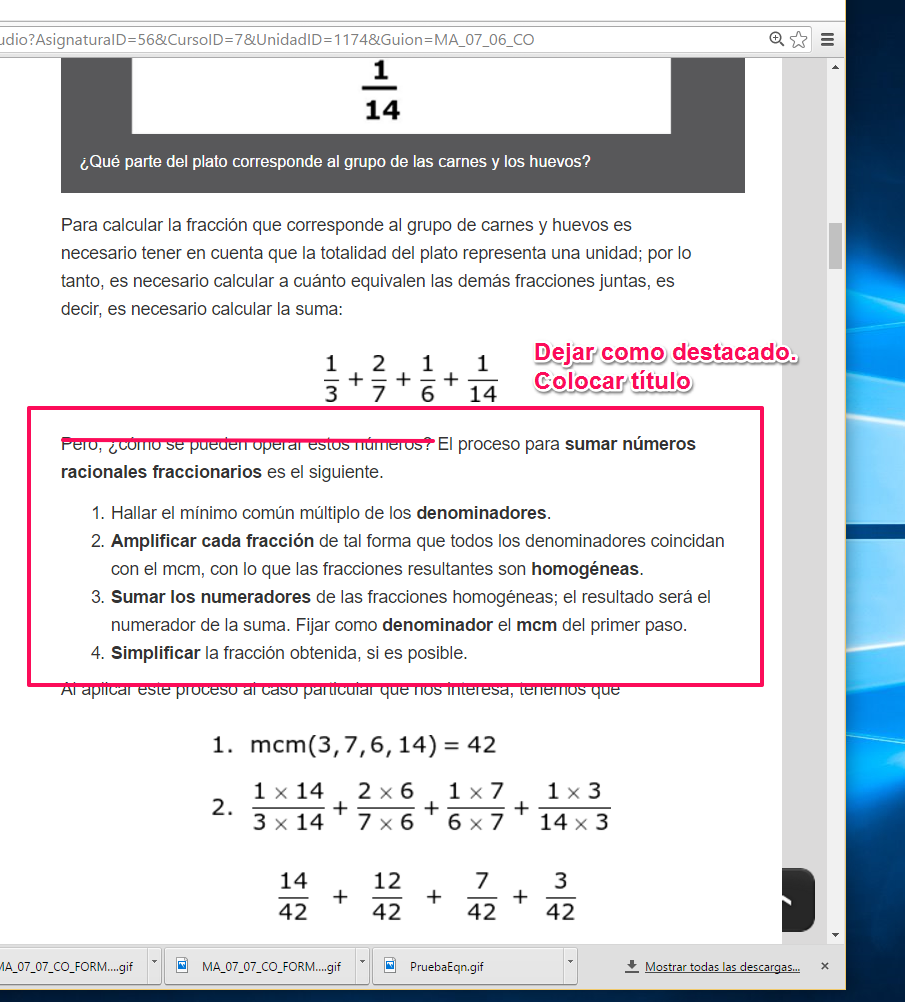 udio?AsignaturaID=56&CursoID=7&UnidadID=1174&Guion=MA_07_06_CO
1
14
¿Qué parte del plato corresponde al grupo de las carnes y los huevos?
Para calcular la fracción que corresponde al grupo de carnes y huevos es
necesario tener en cuenta que la totalidad del plato representa una unidad; por lo
tanto, es necesario calcular a cuánto equivalen las demás fracciones juntas, es
decir, es necesario calcular la suma:
1/3 + 2/7 + 1/6 + 1/14
Dejar como destacado.
Colocar título
Pero, ¿cómo se pueden operar estos números? El proceso para sumar números
racionales fraccionarios es el siguiente.
1. Hallar el mínimo común múltiplo de los denominadores.
2. Amplificar cada fracción de tal forma que todos los denominadores coincidan
con el mcm, con lo que las fracciones resultantes son homogéneas.
3. Sumar los numeradores de las fracciones homogéneas; el resultado será el
numerador de la suma. Fijar como denominador el mcm del primer paso.
4. Simplificar la fracción obtenida, si es posible.
Al aplicar este proceso al caso particular que nos interesa, tenemos que
1. mcm(3,7,6,14) = 42
2. 1 × 14/3 × 14 + 2 × 6/7 × 6 + 1 × 7/6 × 7 + 1 × 3/14 × 3
14/42 + 12/42 + 7/42 + 3/42
MA_07_07_CO_FORM....gif
MA_07_07_CO_FORM....gif
PruebaEqn.gif
Mostrar todas las descargas...